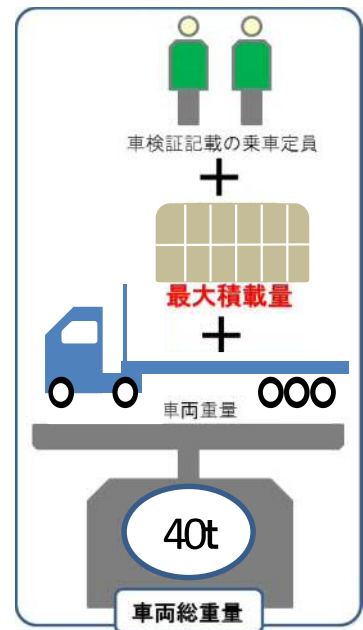 車検証記載の乗車定員
+
最大積載量
+
車両重量
40t
車両総重量